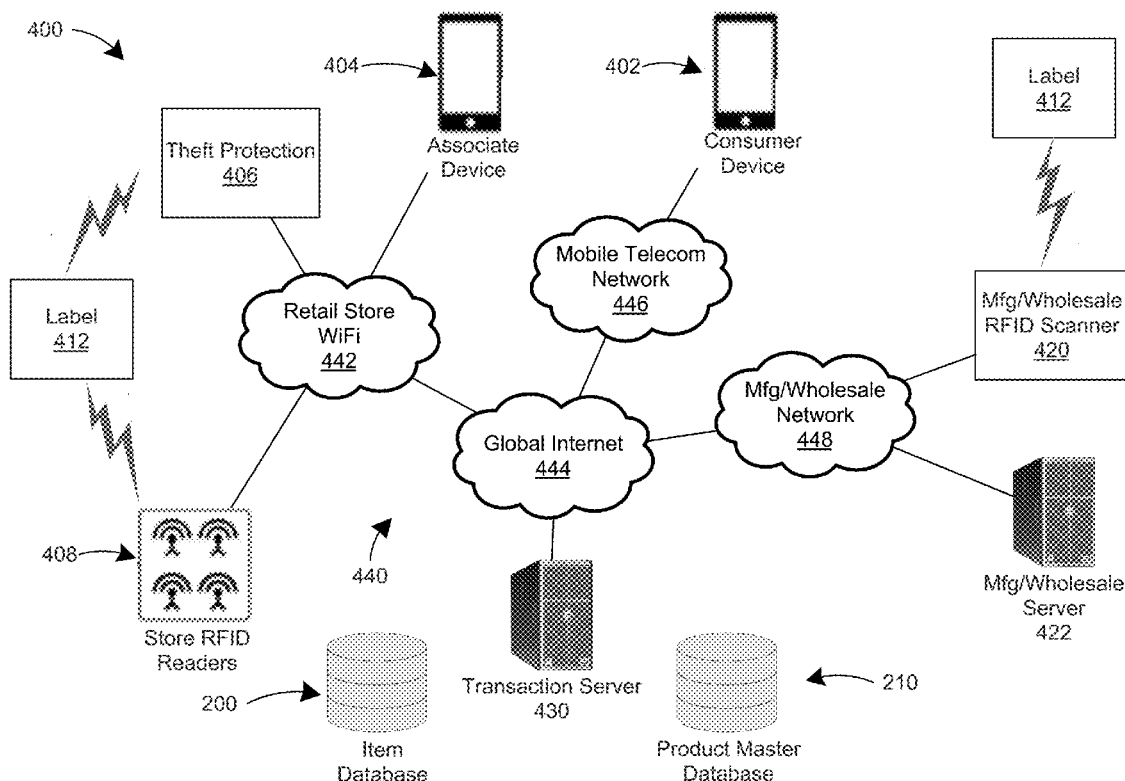 400
404
402
Label
412
Theft Protection
406
Associate
Device
Consumer
Device
Mobile Telecom
Network
446
Label
412
Retail Store
WiFi
442
Mfg/Wholesale
RFID Scanner
420
Mfg/Wholesale
Network
448
Global Internet
444
408
440
Mfg/Wholesale
Server
422
Store RFID
Readers
200
Transaction Server
430
210
Item
Database
Product Master
Database